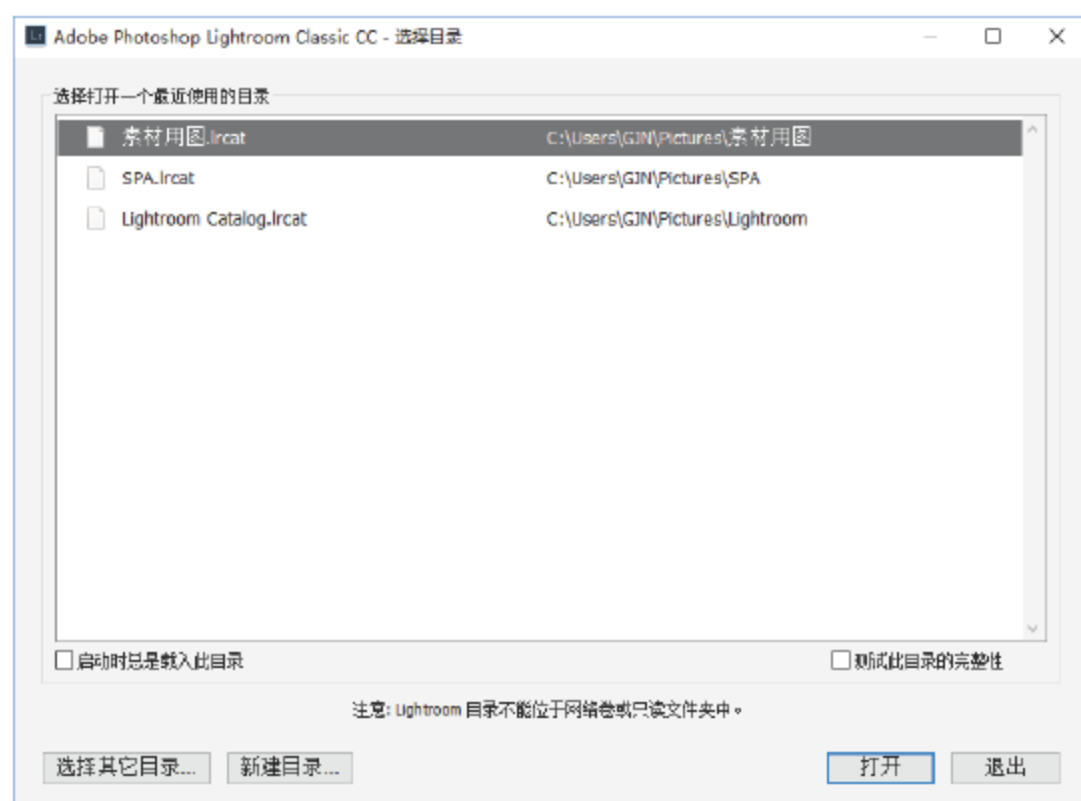 Lr Adobe Photoshop Lightroom Classic CC - 选择目录
选择打开一个最近使用的目录
素材用图.lrcat C:\Users\GJN\Pictures\素材用图
SPA.lrcat C:\Users\GJN\Pictures\SPA
Lightroom Catalog.lrcat C:\Users\GJN\Pictures\Lightroom
启动时总是载入此目录 测试此目录的完整性
注意: Lightroom 目录不能位于网络卷或只读文件夹中。
选择其它目录... 新建目录... 打开 退出